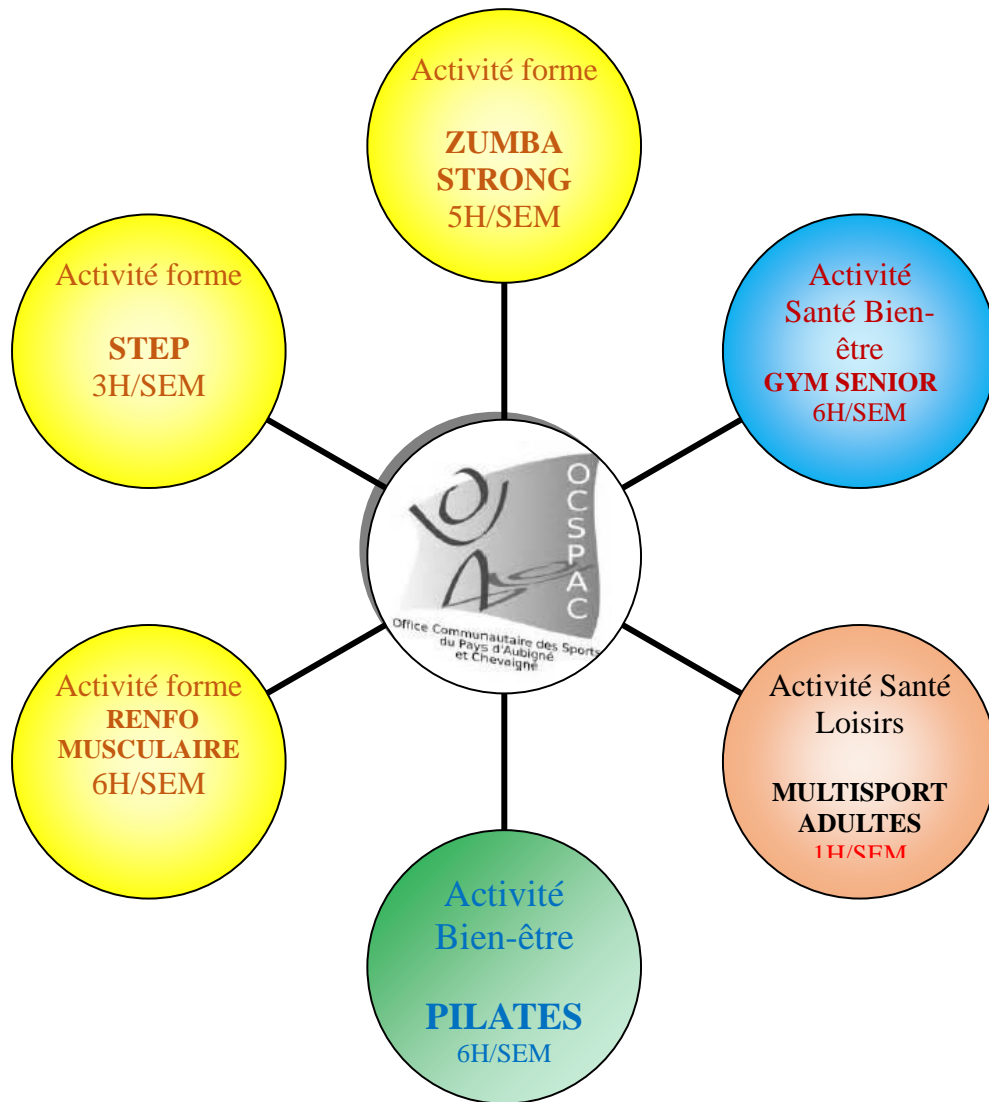 Activité forme
ZUMBA
STRONG
5H/SEM
Activité forme
STEP
3H/SEM
Activité
Santé Bien-
être
GYM SENIOR
6H/SEM
OCSPAC
Office Communautaire des Sports
du Pays d'Aubigné
et Chevaigné
Activité forme
RENFO
MUSCULAIRE
6H/SEM
Activité Santé
Loisirs
MULTISPORT
ADULTES
1H/SEM
Activité
Bien-être
PILATES
6H/SEM